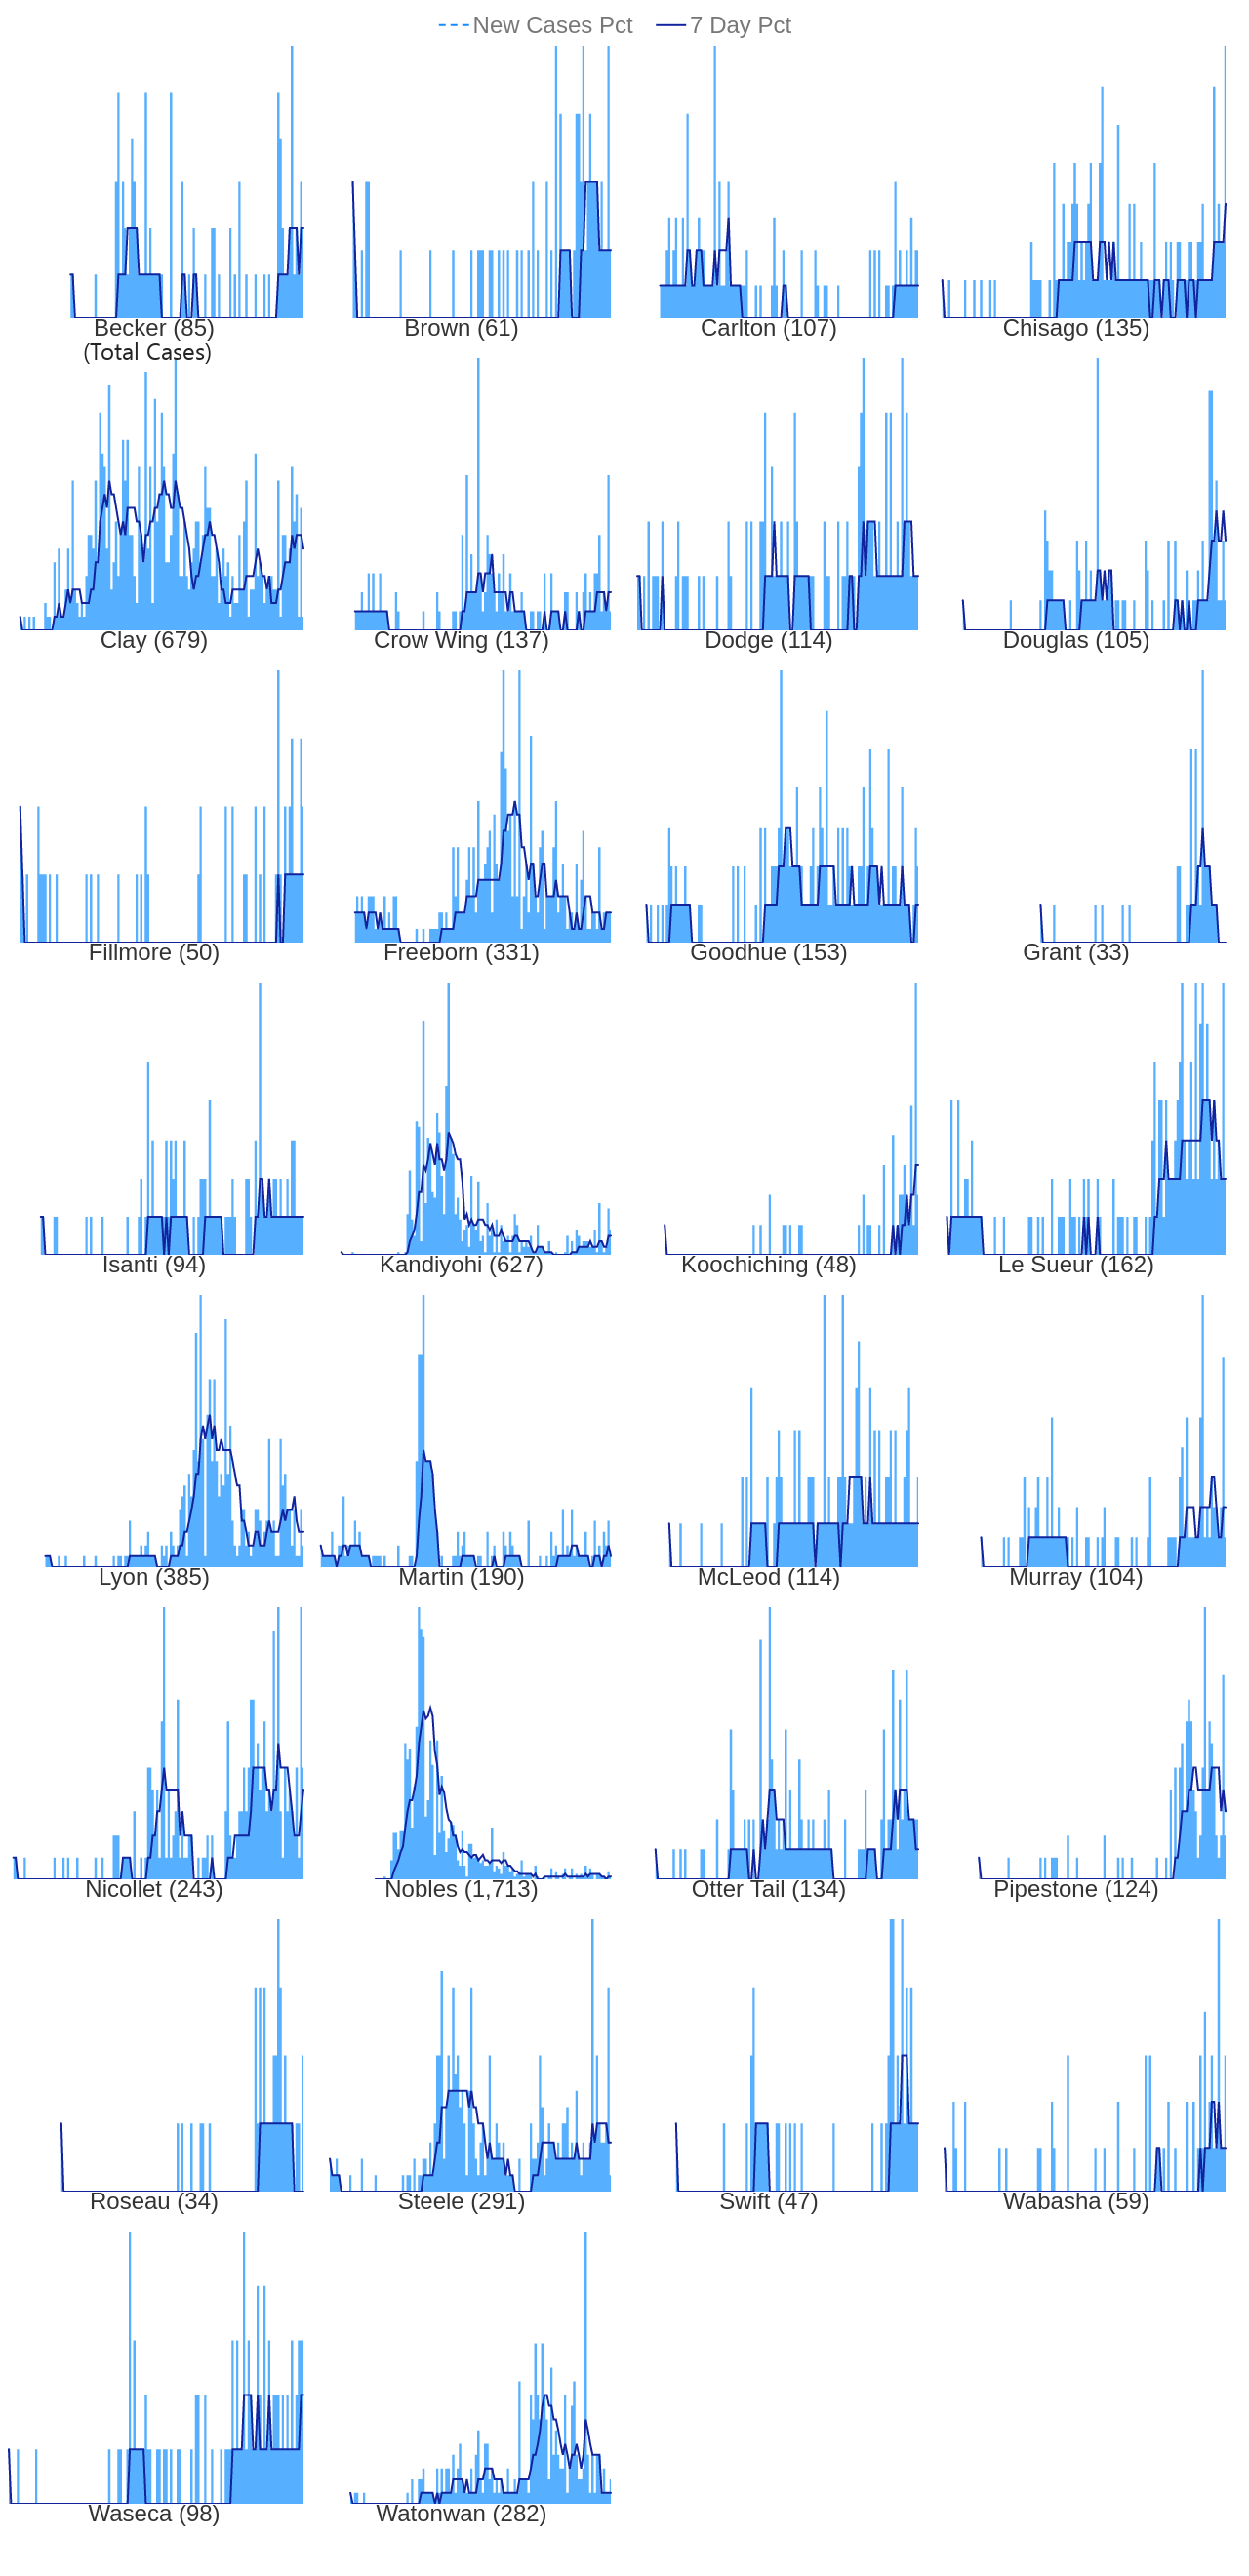 New Cases Pct 7 Day Pct
Becker (85) Brown (61) Carlton (107) Chisago (135)
(Total Cases)
Clay (679) Crow Wing (137) Dodge (114) Douglas (105)
Fillmore (50) Freeborn (331) Goodhue (153) Grant (33)
Isanti (94) Kandiyohi (627) Koochiching (48) Le Sueur (162)
Lyon (385) Martin (190) McLeod (114) Murray (104)
Nicollet (243) Nobles (1,713) Otter Tail (134) Pipestone (124)
Roseau (34) Steele (291) Swift (47) Wabasha (59)
Waseca (98) Watonwan (282)